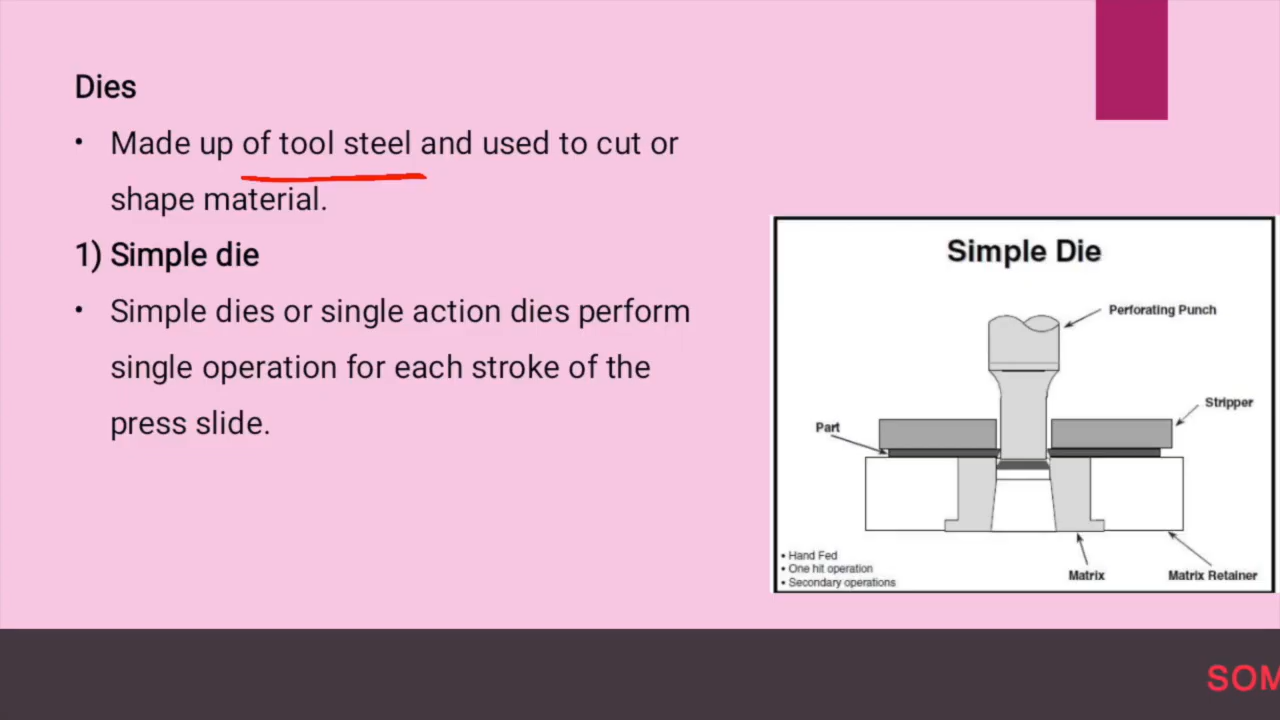 Dies
• Made up of tool steel and used to cut or
shape material.
1) Simple die
• Simple dies or single action dies perform
single operation for each stroke of the
press slide.
Simple Die
Perforating Punch
Stripper
Part
• Hand Fed
• One hit operation
• Secondary operations
Matrix
Matrix Retainer
SOM